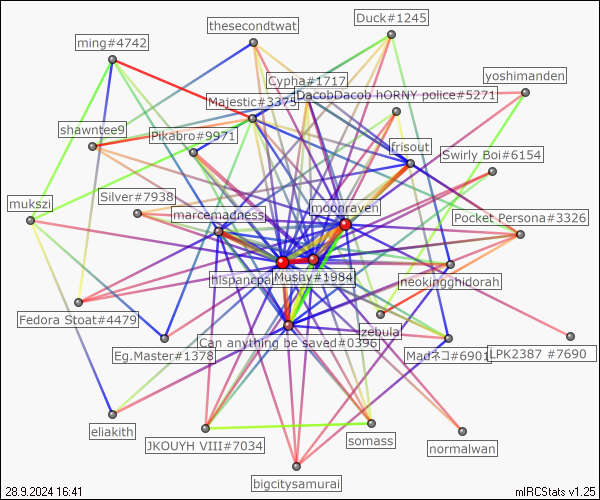 Duck#1245
thesecondtwat
ming#4742
yoshimanden
Cypha#1717
DacobDacob hORNY police#5271
Majestic#3375
shawntee9
Pikabro#9971
frisout
Swirly Boi#6154
Silver#7938
mukszi
moonraven
marcemadness
Pocket Persona#3326
hispancpa
Mushy#1984
neokingghidorah
Fedora Stoat#4479
zebula
Can anything be saved#0396
Eg.Master#1378
Madネコ#6901
LPK2387 #7690
eliakith
JKOUYH VIII#7034
somass
normalwan
bigcitysamurai
28.9.2024 16:41
mIRCStats v1.25